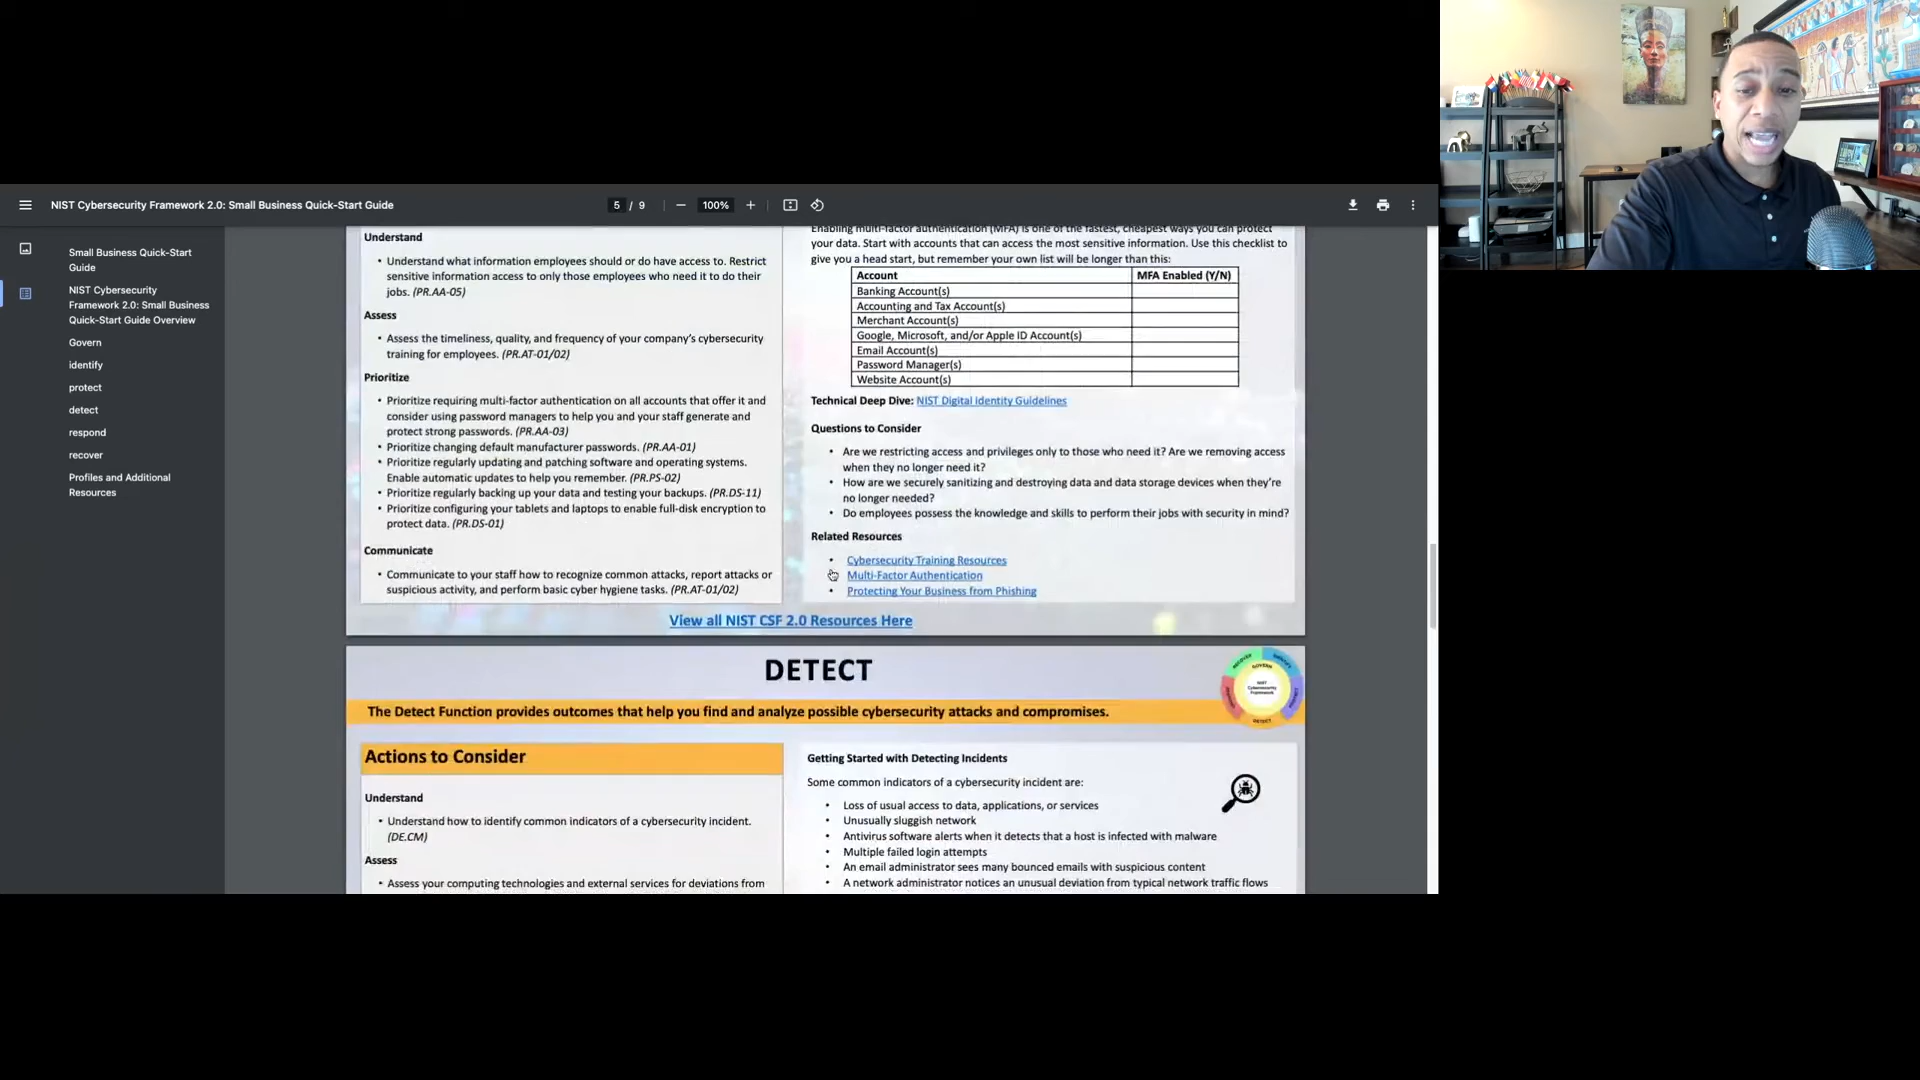 NIST Cybersecurity Framework 2.0: Small Business Quick-Start Guide
5 / 9
100%
Small Business Quick-Start
Guide
NIST Cybersecurity
Framework 2.0: Small Business
Quick-Start Guide Overview
Govern
identify
protect
detect
respond
recover
Profiles and Additional
Resources
Understand
• Understand what information employees should or do have access to. Restrict
sensitive information access to only those employees who need it to do their
jobs. (PR.AA-05)
Assess
• Assess the timeliness, quality, and frequency of your company's cybersecurity
training for employees. (PR.AT-01/02)
Prioritize
• Prioritize requiring multi-factor authentication on all accounts that offer it and
consider using password managers to help you and your staff generate and
protect strong passwords. (PR.AA-03)
• Prioritize changing default manufacturer passwords. (PR.AA-01)
• Prioritize regularly updating and patching software and operating systems.
Enable automatic updates to help you remember. (PR.PS-02)
• Prioritize regularly backing up your data and testing your backups. (PR.DS-11)
• Prioritize configuring your tablets and laptops to enable full-disk encryption to
protect data. (PR.DS-01)
Communicate
• Communicate to your staff how to recognize common attacks, report attacks or
suspicious activity, and perform basic cyber hygiene tasks. (PR.AT-01/02)
Enabling multi-factor authentication (MFA) is one of the fastest, cheapest ways you can protect
your data. Start with accounts that can access the most sensitive information. Use this checklist to
give you a head start, but remember your own list will be longer than this:
Account MFA Enabled (Y/N)
Banking Account(s)
Accounting and Tax Account(s)
Merchant Account(s)
Google, Microsoft, and/or Apple ID Account(s)
Email Account(s)
Password Manager(s)
Website Account(s)
Technical Deep Dive: NIST Digital Identity Guidelines
Questions to Consider
• Are we restricting access and privileges only to those who need it? Are we removing access
when they no longer need it?
• How are we securely sanitizing and destroying data and data storage devices when they're
no longer needed?
• Do employees possess the knowledge and skills to perform their jobs with security in mind?
Related Resources
• Cybersecurity Training Resources
• Multi-Factor Authentication
• Protecting Your Business from Phishing
View all NIST CSF 2.0 Resources Here
DETECT
RECOVER
GOVERN
NIST
Cybersecurity
Framework
DETECT
The Detect Function provides outcomes that help you find and analyze possible cybersecurity attacks and compromises.
Actions to Consider
Understand
• Understand how to identify common indicators of a cybersecurity incident.
(DE.CM)
Assess
• Assess your computing technologies and external services for deviations from
Getting Started with Detecting Incidents
Some common indicators of a cybersecurity incident are:
• Loss of usual access to data, applications, or services
• Unusually sluggish network
• Antivirus software alerts when it detects that a host is infected with malware
• Multiple failed login attempts
• An email administrator sees many bounced emails with suspicious content
• A network administrator notices an unusual deviation from typical network traffic flows